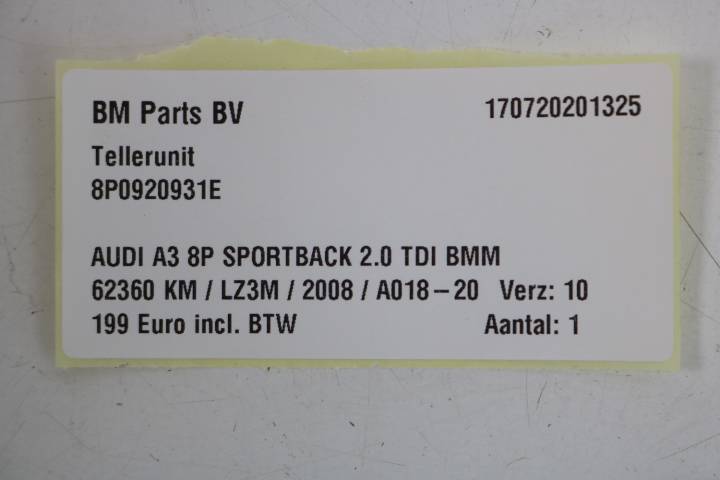 BM Parts BV 170720201325
Tellerunit
8P0920931E
AUDI A3 8P SPORTBACK 2.0 TDI BMM
62360 KM / LZ3M / 2008 / A018-20 Verz: 10
199 Euro incl. BTW Aantal: 1